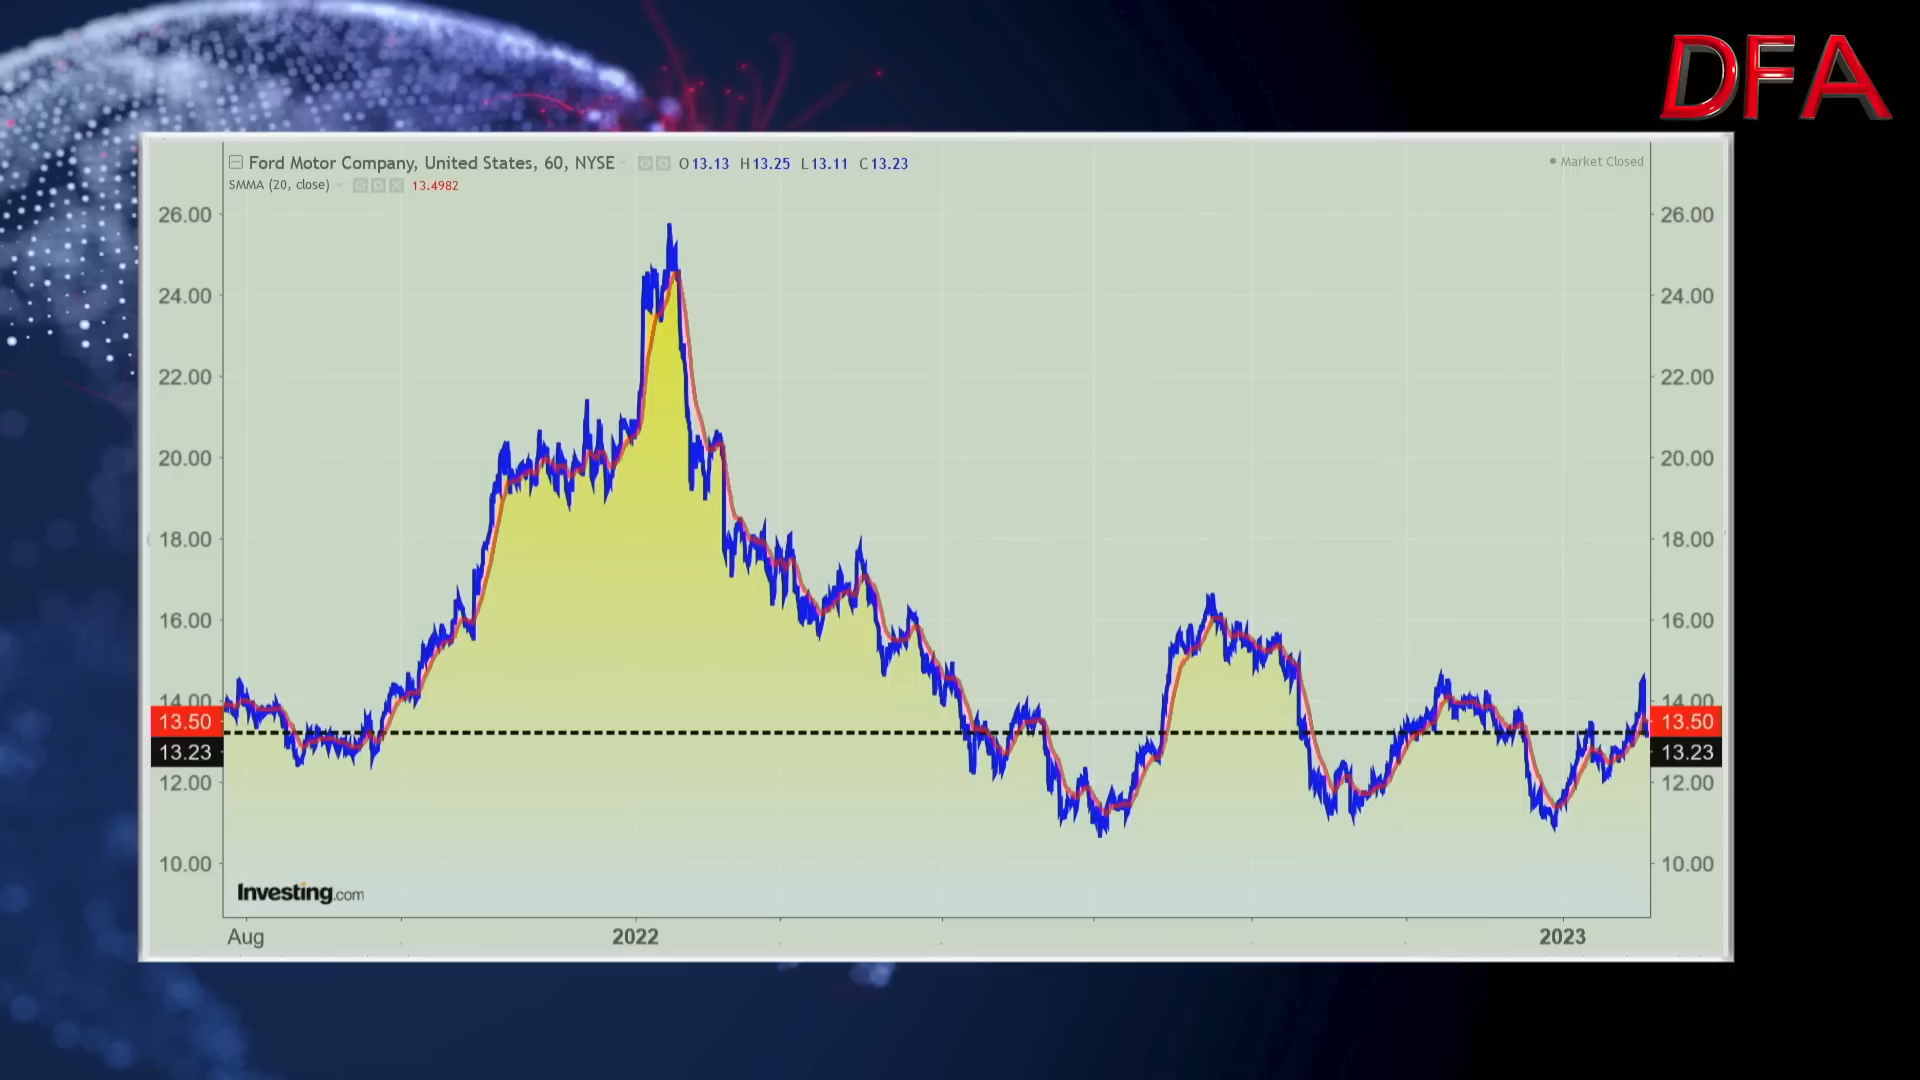 DFA
Ford Motor Company, United States, 60, NYSE O13.13 H13.25 L13.11 C13.23
Market Closed
SMMA (20, close) 13.4982
26.00 26.00
24.00 24.00
22.00 22.00
20.00 20.00
18.00 18.00
16.00 16.00
14.00 14.00
13.50 13.50
13.23 13.23
12.00 12.00
10.00 10.00
Investing.com
Aug 2022 2023